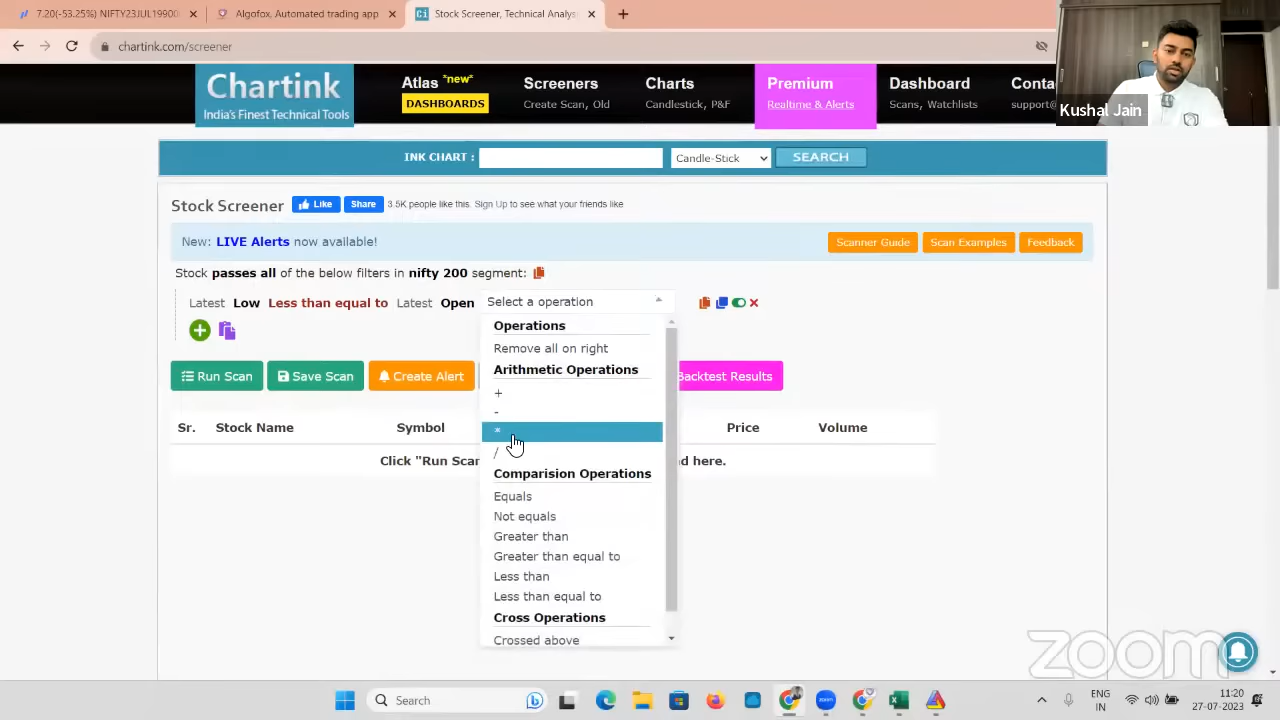 7.20(-53.25%) NIFTY23JUL19900
Algofox, Automated trading app
Stock Screener, Technical Analys
chartink.com/screener
Chartink
India's Finest Technical Tools
Atlas *new*
DASHBOARDS
Screeners
Create Scan, Old
Charts
Candlestick, P&F
Premium
Realtime & Alerts
Dashboard
Scans, Watchlists
Conta
support@
Kushal Jain
INK CHART :
Candle-Stick
SEARCH
Stock Screener
Like
Share
3.5K people like this. Sign Up to see what your friends like
New: LIVE Alerts now available!
Scanner Guide
Scan Examples
Feedback
Stock passes all of the below filters in nifty 200 segment:
Latest Low Less than equal to Latest Open
Select a operation
Operations
Remove all on right
Arithmetic Operations
+
-
*
/
Comparision Operations
Equals
Not equals
Greater than
Greater than equal to
Less than
Less than equal to
Cross Operations
Crossed above
Run Scan
Save Scan
Create Alert
Backtest Results
Sr.
Stock Name
Symbol
Price
Volume
Click "Run Scan
d here.
zoom
Search
ENG
IN
11:20
27-07-2023